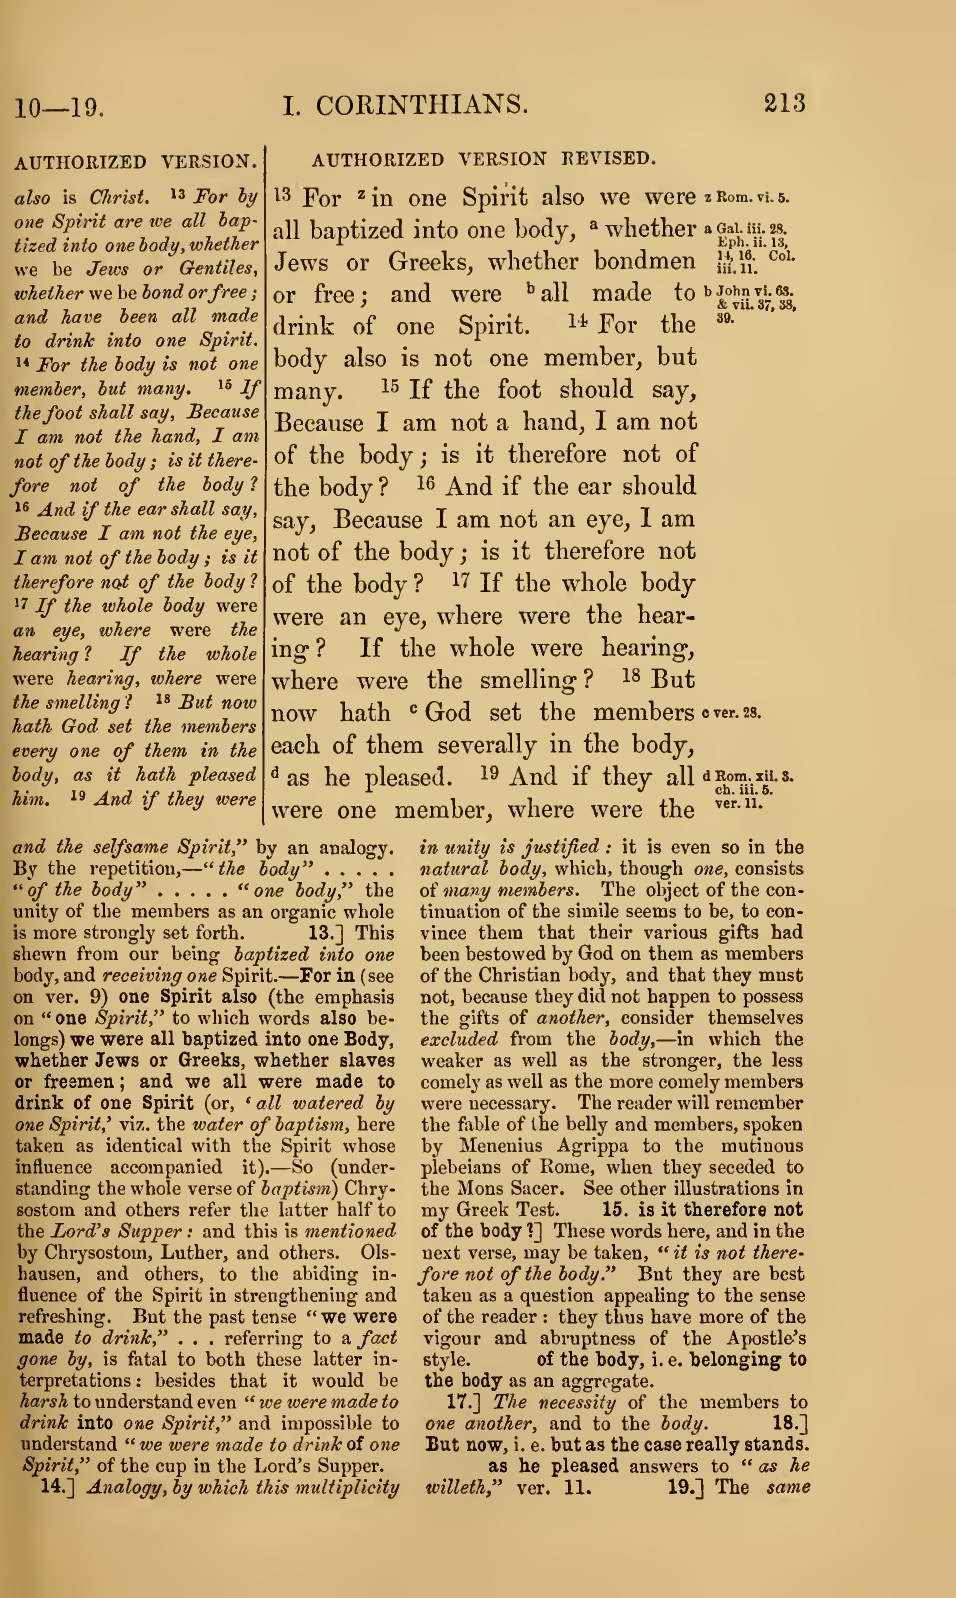 10—19.
I. CORINTHIANS.
213
AUTHORIZED VERSION.
also is Christ. 13 For by
one Spirit are we all bap-
tized into one body, whether
we be Jews or Gentiles,
whether we be bond or free;
and have been all made
to drink into one Spirit.
14 For the body is not one
member, but many. 15 If
the foot shall say, Because
I am not the hand, I am
not of the body; is it there-
fore not of the body?
16 And if the ear shall say,
Because I am not the eye,
I am not of the body; is it
therefore not of the body?
17 If the whole body were
an eye, where were the
hearing? If the whole
were hearing, where were
the smelling? 18 But now
hath God set the members
every one of them in the
body, as it hath pleased
him. 19 And if they were
AUTHORIZED VERSION REVISED.
13 For z in one Spirit also we were
all baptized into one body, a whether
Jews or Greeks, whether bondmen
or free; and were b all made to
drink of one Spirit. 14 For the
body also is not one member, but
many. 15 If the foot should say,
Because I am not a hand, I am not
of the body; is it therefore not of
the body? 16 And if the ear should
say, Because I am not an eye, I am
not of the body; is it therefore not
of the body? 17 If the whole body
were an eye, where were the hear-
ing? If the whole were hearing,
where were the smelling? 18 But
now hath c God set the members
each of them severally in the body,
d as he pleased. 19 And if they all
were one member, where were the
z Rom. vi. 5.
a Gal. iii. 28.
Eph. ii. 13,
14, 16. Col.
iii. 11.
b John vi. 63.
& vii. 37, 38,
39.
c ver. 28.
d Rom. xii. 3.
ch. iii. 5.
ver. 11.
and the selfsame Spirit," by an analogy.
By the repetition,—"the body" . . . . .
"of the body" . . . . . "one body," the
unity of the members as an organic whole
is more strongly set forth. 13.] This
shewn from our being baptized into one
body, and receiving one Spirit.—For in (see
on ver. 9) one Spirit also (the emphasis
on "one Spirit," to which words also be-
longs) we were all baptized into one Body,
whether Jews or Greeks, whether slaves
or freemen; and we all were made to
drink of one Spirit (or, 'all watered by
one Spirit,' viz. the water of baptism, here
taken as identical with the Spirit whose
influence accompanied it).—So (under-
standing the whole verse of baptism) Chry-
sostom and others refer the latter half to
the Lord's Supper: and this is mentioned
by Chrysostom, Luther, and others. Ols-
hausen, and others, to the abiding in-
fluence of the Spirit in strengthening and
refreshing. But the past tense "we were
made to drink," . . . referring to a fact
gone by, is fatal to both these latter in-
terpretations: besides that it would be
harsh to understand even "we were made to
drink into one Spirit," and impossible to
understand "we were made to drink of one
Spirit," of the cup in the Lord's Supper.
14.] Analogy, by which this multiplicity
in unity is justified: it is even so in the
natural body, which, though one, consists
of many members. The object of the con-
tinuation of the simile seems to be, to con-
vince them that their various gifts had
been bestowed by God on them as members
of the Christian body, and that they must
not, because they did not happen to possess
the gifts of another, consider themselves
excluded from the body,—in which the
weaker as well as the stronger, the less
comely as well as the more comely members
were necessary. The reader will remember
the fable of the belly and members, spoken
by Menenius Agrippa to the mutinous
plebeians of Rome, when they seceded to
the Mons Sacer. See other illustrations in
my Greek Test. 15. is it therefore not
of the body?] These words here, and in the
next verse, may be taken, "it is not there-
fore not of the body." But they are best
taken as a question appealing to the sense
of the reader: they thus have more of the
vigour and abruptness of the Apostle's
style. of the body, i. e. belonging to
the body as an aggregate.
17.] The necessity of the members to
one another, and to the body. 18.]
But now, i. e. but as the case really stands.
as he pleased answers to "as he
willeth," ver. 11. 19.] The same